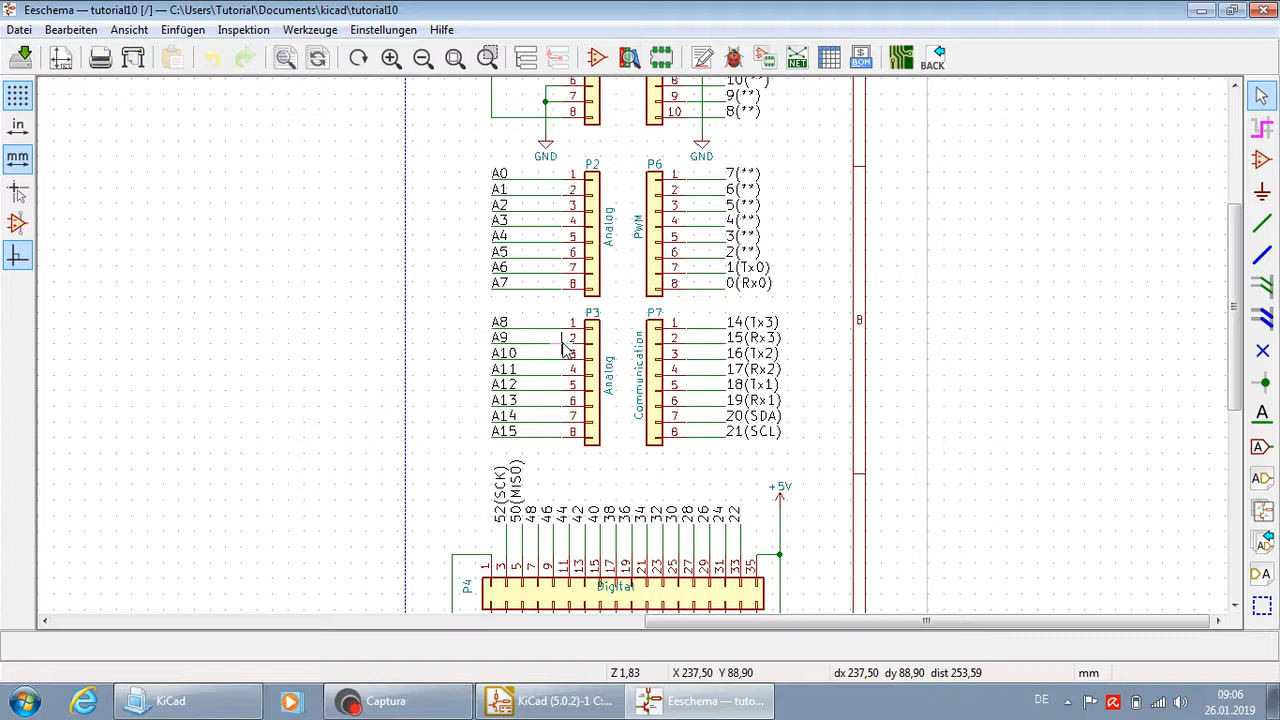 Eeschema — tutorial10 [/] — C:\Users\Tutorial\Documents\kicad\tutorial10
Datei Bearbeiten Ansicht Einfügen Inspektion Werkzeuge Einstellungen Hilfe
NET BOM BACK
in
mm
6 8 10(**)
7 9 9(**)
8 10 8(**)
GND GND
P2 P6
A0 1 1 7(**)
A1 2 2 6(**)
A2 3 3 5(**)
A3 4 4 4(**)
A4 5 5 3(**)
A5 6 6 2(**)
A6 7 7 1(Tx0)
A7 8 8 0(Rx0)
Analog PWM
P3 P7
A8 1 1 14(Tx3)
A9 2 2 15(Rx3)
A10 3 3 16(Tx2)
A11 4 4 17(Rx2)
A12 5 5 18(Tx1)
A13 6 6 19(Rx1)
A14 7 7 20(SDA)
A15 8 8 21(SCL)
Analog Communication
B
+5V
52(SCK) 50(MISO) 48 46 44 42 40 38 36 34 32 30 28 26 24 22
1 3 5 7 9 11 13 15 17 19 21 23 25 27 29 31 33 35
P4 Digital
Z 1,83 X 237,50 Y 88,90 dx 237,50 dy 88,90 dist 253,59 mm
KiCad Captura KiCad (5.0.2)-1 C:... Eeschema — tuto... DE 09:06
26.01.2019